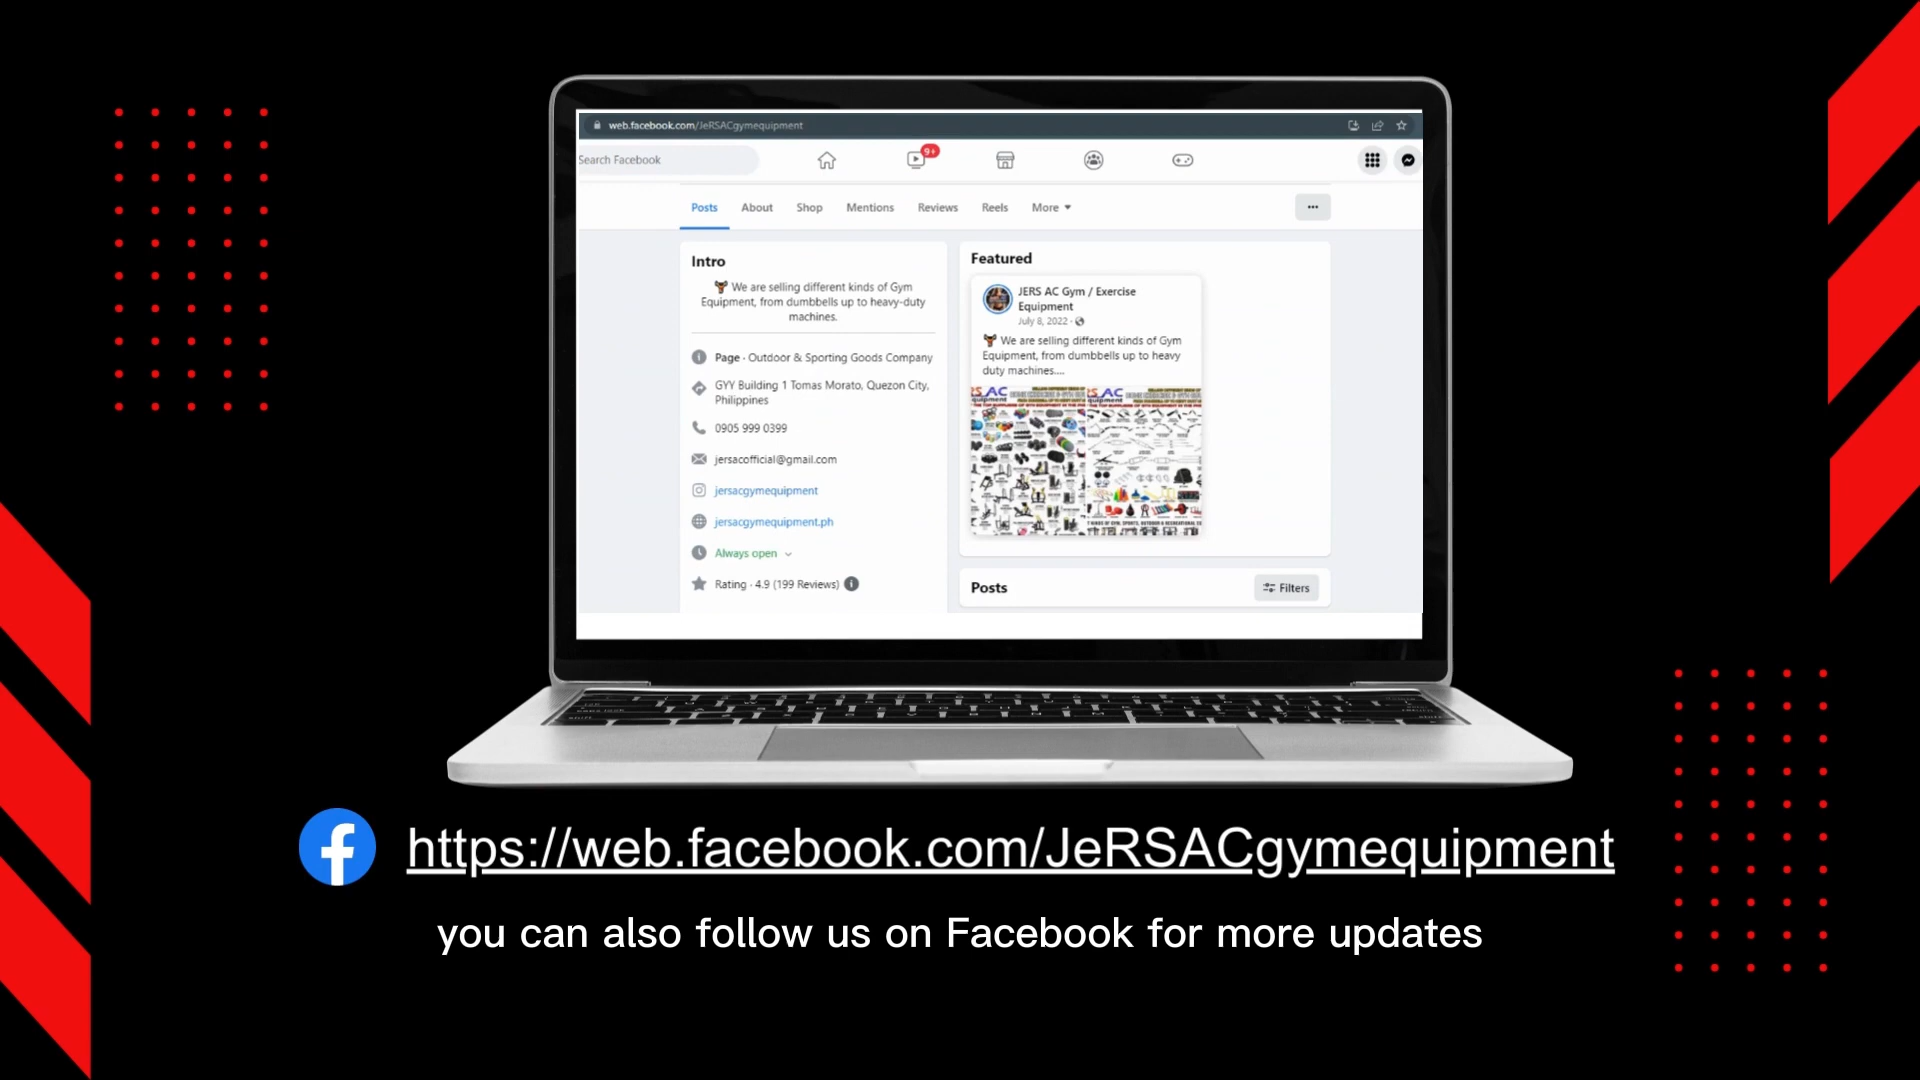 web.facebook.com/JeRSACgymequipment
Search Facebook
9+
Posts About Shop Mentions Reviews Reels More
Intro
We are selling different kinds of Gym
Equipment, from dumbbells up to heavy-duty
machines.
Page · Outdoor & Sporting Goods Company
GYY Building 1 Tomas Morato, Quezon City,
Philippines
0905 999 0399
jersacofficial@gmail.com
jersacgymequipment
jersacgymequipment.ph
Always open
Rating · 4.9 (199 Reviews)
Featured
JERS AC Gym / Exercise
Equipment
July 8, 2022
We are selling different kinds of Gym
Equipment, from dumbbells up to heavy
duty machines....
Posts
Filters
https://web.facebook.com/JeRSACgymequipment
you can also follow us on Facebook for more updates